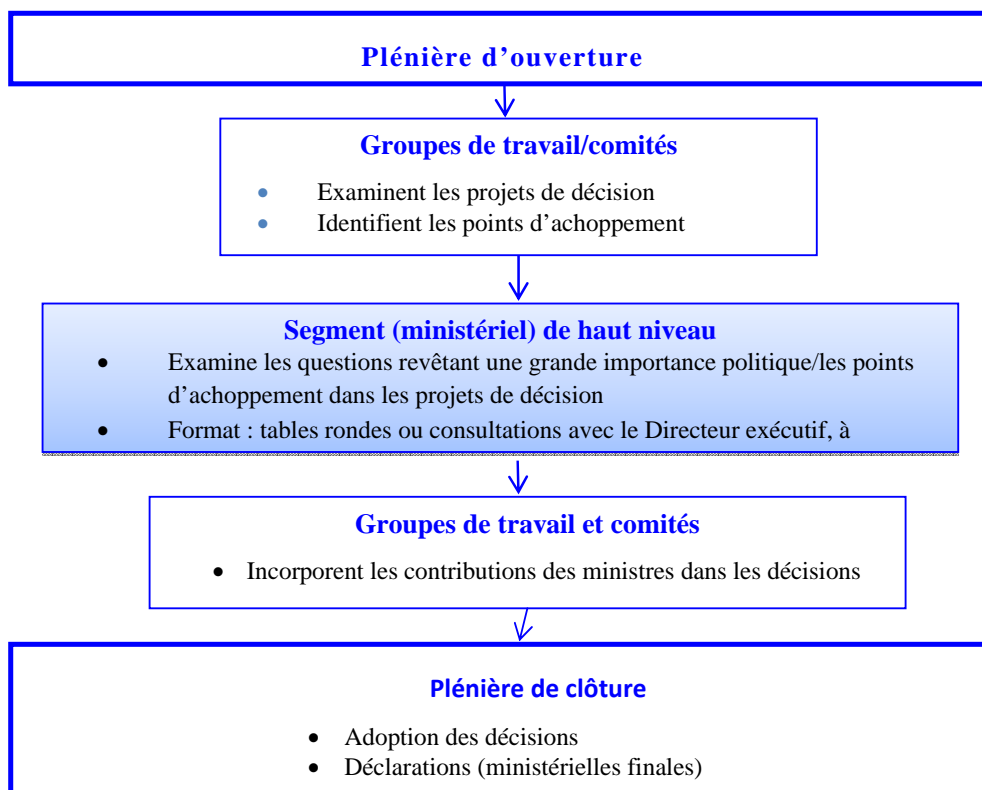 Plénière d’ouverture
Groupes de travail/comités
• Examinent les projets de décision
• Identifient les points d’achoppement
Segment (ministériel) de haut niveau
• Examine les questions revêtant une grande importance politique/les points
d’achoppement dans les projets de décision
• Format : tables rondes ou consultations avec le Directeur exécutif, à
Groupes de travail et comités
• Incorporent les contributions des ministres dans les décisions
Plénière de clôture
• Adoption des décisions
• Déclarations (ministérielles finales)